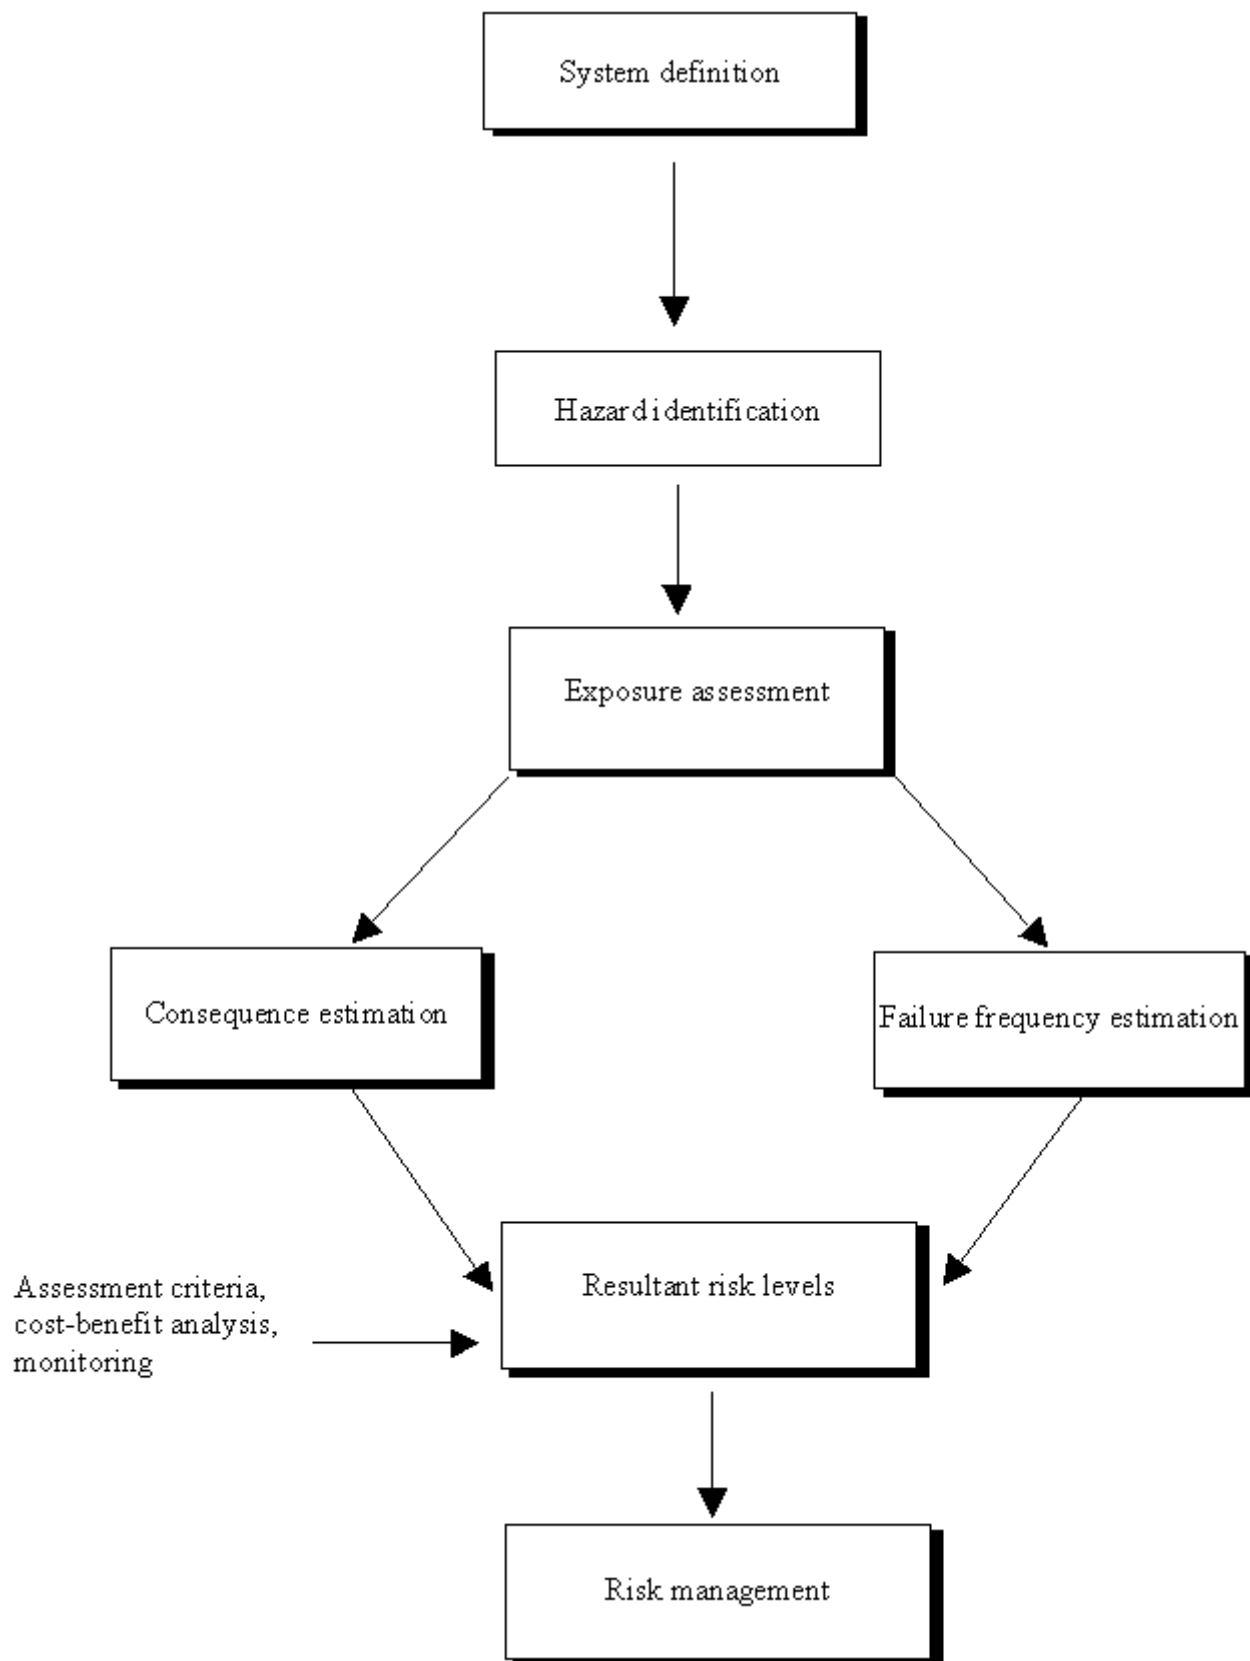 System definition
Hazard identification
Exposure assessment
Consequence estimation
Failure frequency estimation
Resultant risk levels
Assessment criteria,
cost-benefit analysis,
monitoring
Risk management